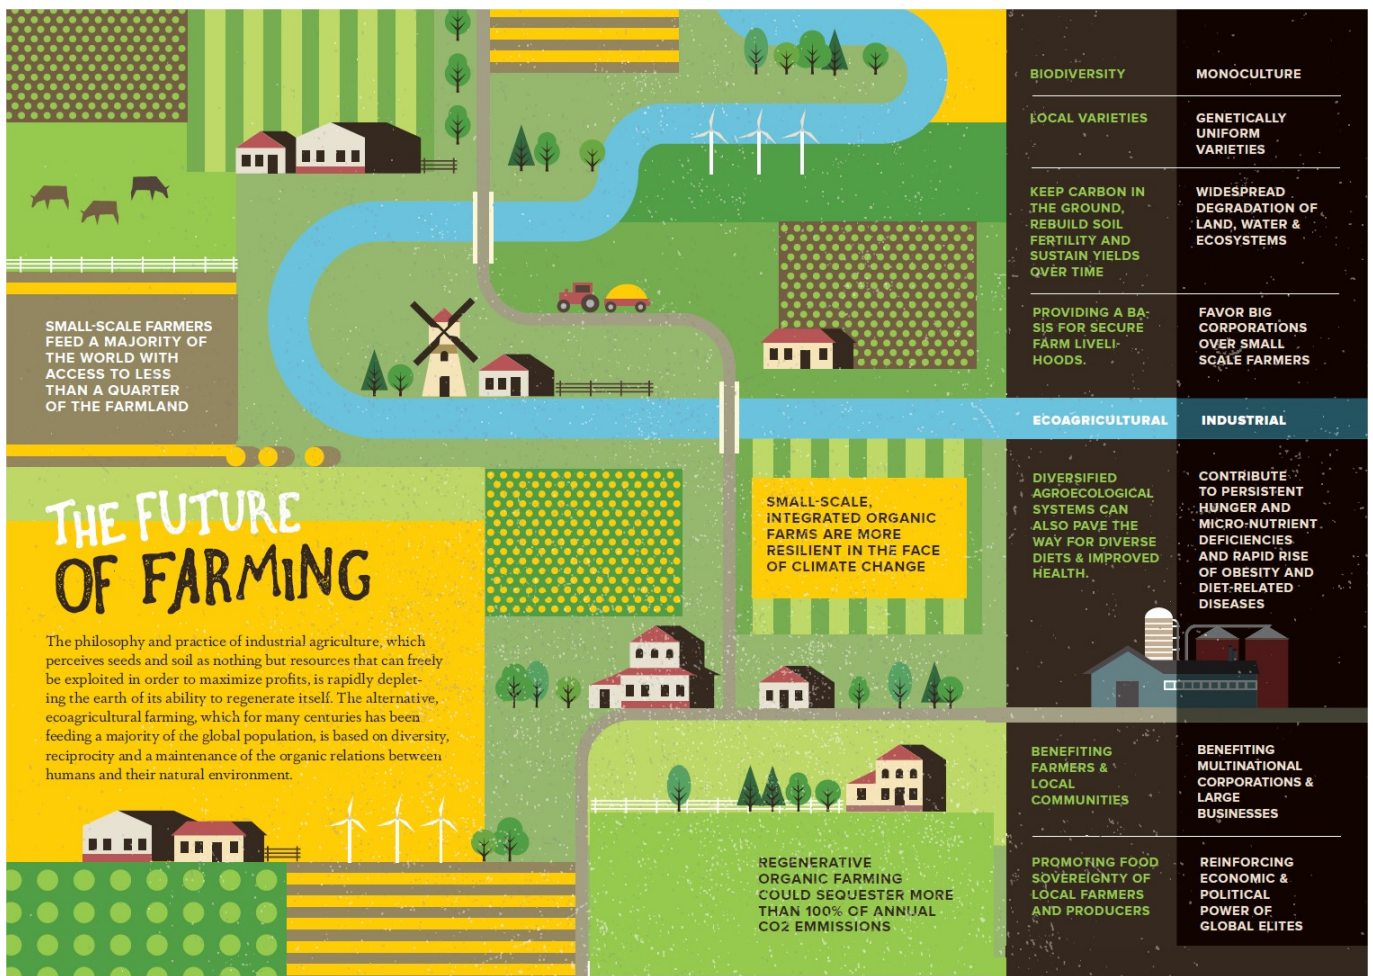 SMALL-SCALE FARMERS
FEED A MAJORITY OF
THE WORLD WITH
ACCESS TO LESS
THAN A QUARTER
OF THE FARMLAND
THE FUTURE
OF FARMING
The philosophy and practice of industrial agriculture, which
perceives seeds and soil as nothing but resources that can freely
be exploited in order to maximize profits, is rapidly deplet-
ing the earth of its ability to regenerate itself. The alternative,
ecoagricultural farming, which for many centuries has been
feeding a majority of the global population, is based on diversity,
reciprocity and a maintenance of the organic relations between
humans and their natural environment.
SMALL-SCALE,
INTEGRATED ORGANIC
FARMS ARE MORE
RESILIENT IN THE FACE
OF CLIMATE CHANGE
REGENERATIVE
ORGANIC FARMING
COULD SEQUESTER MORE
THAN 100% OF ANNUAL
CO2 EMMISSIONS
BIODIVERSITY
MONOCULTURE
LOCAL VARIETIES
GENETICALLY
UNIFORM
VARIETIES
KEEP CARBON IN
THE GROUND,
REBUILD SOIL
FERTILITY AND
SUSTAIN YIELDS
OVER TIME
WIDESPREAD
DEGRADATION OF
LAND, WATER &
ECOSYSTEMS
PROVIDING A BA-
SIS FOR SECURE
FARM LIVELI-
HOODS.
FAVOR BIG
CORPORATIONS
OVER SMALL
SCALE FARMERS
ECOAGRICULTURAL
INDUSTRIAL
DIVERSIFIED
AGROECOLOGICAL
SYSTEMS CAN
ALSO PAVE THE
WAY FOR DIVERSE
DIETS & IMPROVED
HEALTH.
CONTRIBUTE
TO PERSISTENT
HUNGER AND
MICRO-NUTRIENT
DEFICIENCIES
AND RAPID RISE
OF OBESITY AND
DIET-RELATED
DISEASES
BENEFITING
FARMERS &
LOCAL
COMMUNITIES
BENEFITING
MULTINATIONAL
CORPORATIONS &
LARGE
BUSINESSES
PROMOTING FOOD
SOVEREIGNTY OF
LOCAL FARMERS
AND PRODUCERS
REINFORCING
ECONOMIC &
POLITICAL
POWER OF
GLOBAL ELITES